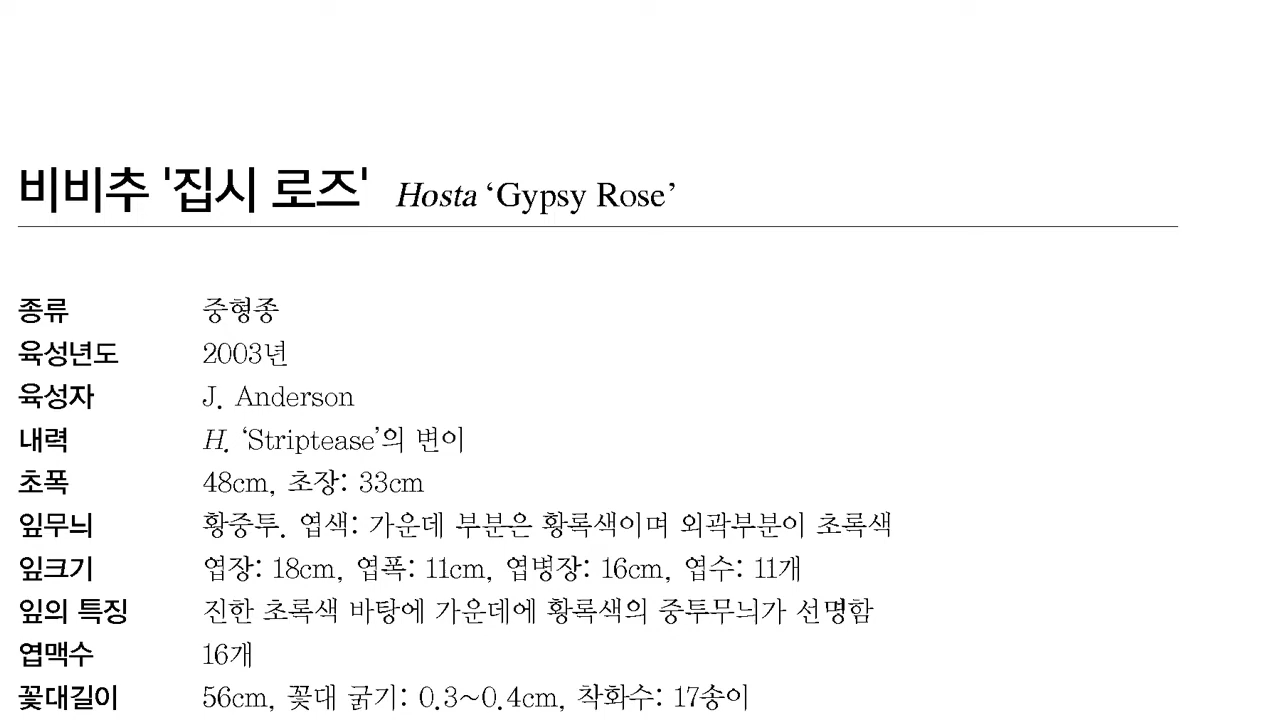 비비추 '집시 로즈' Hosta ‘Gypsy Rose’
종류 중형종
육성년도 2003년
육성자 J. Anderson
내력 H. ‘Striptease’의 변이
초폭 48cm, 초장: 33cm
잎무늬 황중투. 엽색: 가운데 부분은 황록색이며 외곽부분이 초록색
잎크기 엽장: 18cm, 엽폭: 11cm, 엽병장: 16cm, 엽수: 11개
잎의 특징 진한 초록색 바탕에 가운데에 황록색의 중투무늬가 선명함
엽맥수 16개
꽃대길이 56cm, 꽃대 굵기: 0.3~0.4cm, 착화수: 17송이